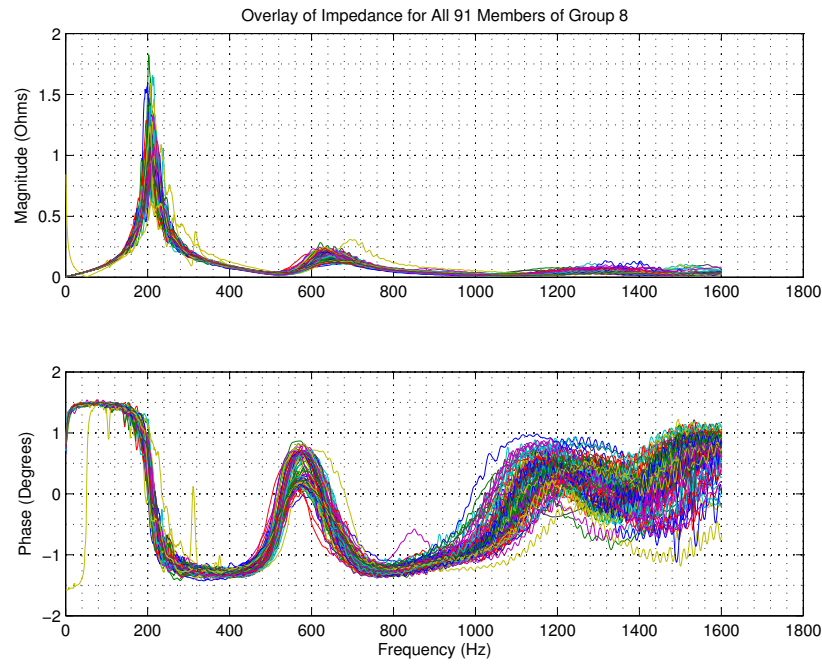 Overlay of Impedance for All 91 Members of Group 8
Magnitude (Ohms)
2
1.5
1
0.5
0
0 200 400 600 800 1000 1200 1400 1600 1800
Phase (Degrees)
2
1
0
−1
−2
0 200 400 600 800 1000 1200 1400 1600 1800
Frequency (Hz)